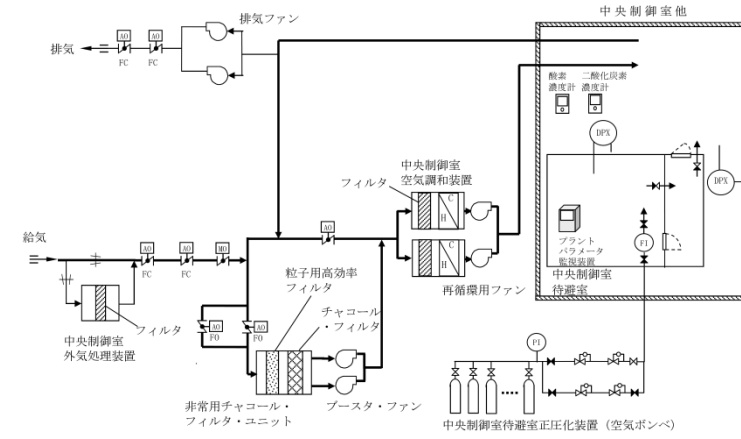 中央制御室他
排気ファン
排気
AO
AO
FC
FC
酸素
濃度計
二酸化炭素
濃度計
DPX
DPX
中央制御室
空気調和装置
フィルタ
C
H
C
H
再循環用ファン
プラント
パラメータ
監視装置
FI
中央制御室
待避室
給気
AO
AO
MO
AO
FC
FC
粒子用高効率
フィルタ
チャコール
・フィルタ
フィルタ
中央制御室
外気処理装置
AO
AO
FO
FO
非常用チャコール・
フィルタ・ユニット
ブースタ・ファン
PI
中央制御室待避室正圧化装置（空気ボンベ）